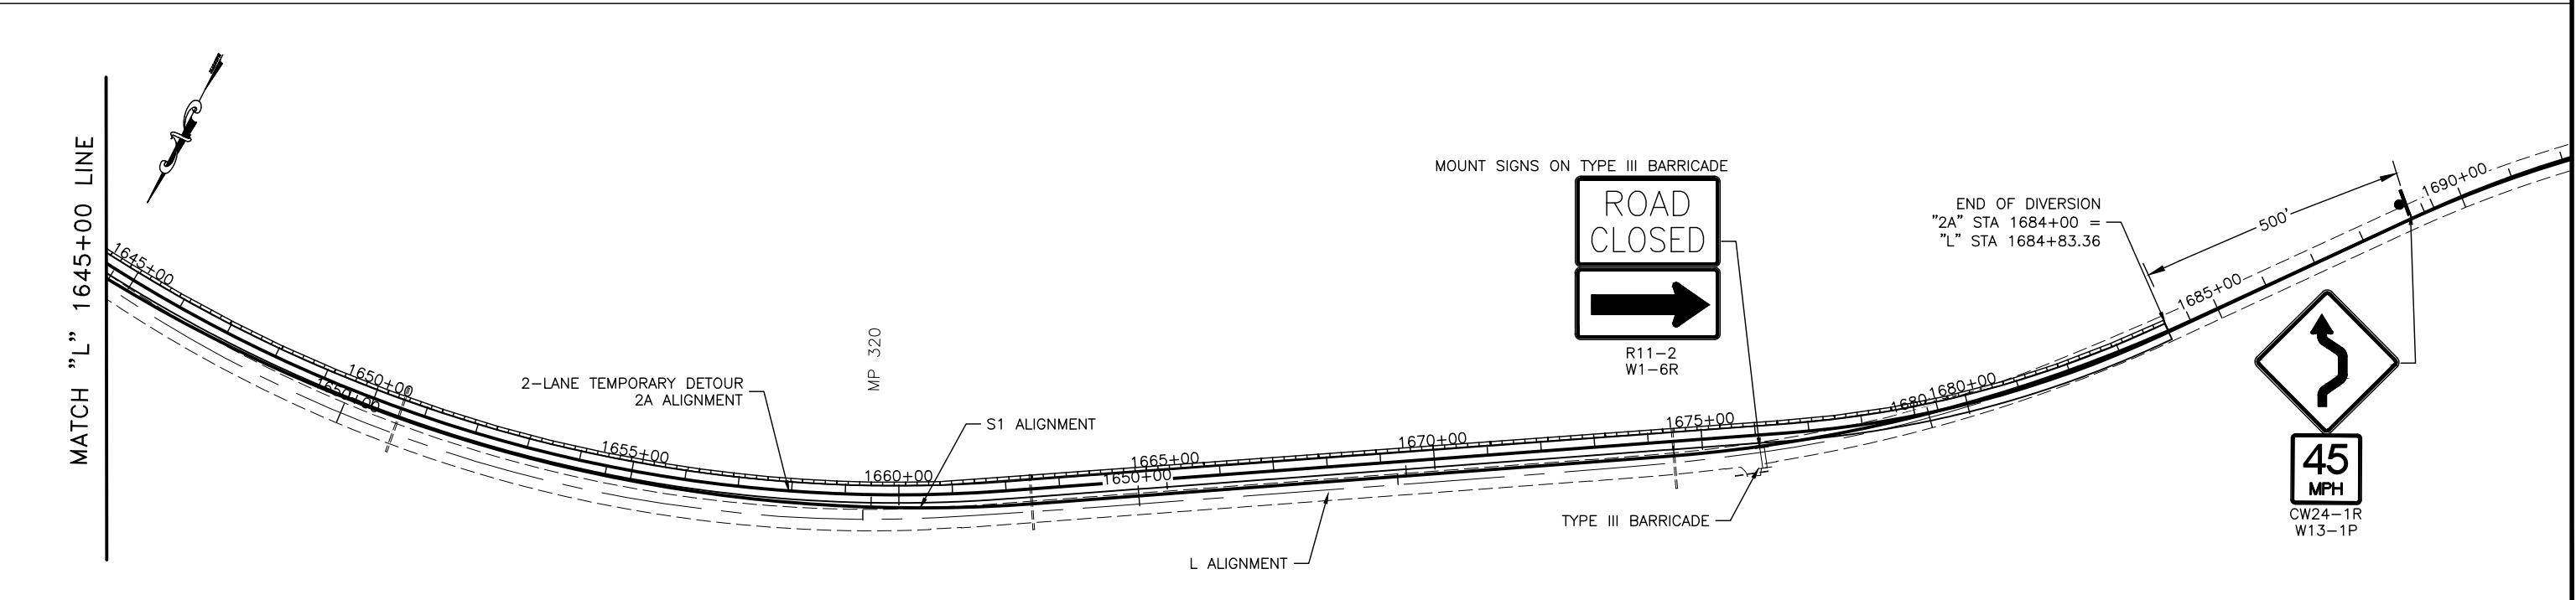 MATCH "L" 1645+00 LINE
1645+00
1650+00
1650+00
2-LANE TEMPORARY DETOUR
2A ALIGNMENT
MP 320
1655+00
S1 ALIGNMENT
1660+00
1665+00
1650+00
L ALIGNMENT
1670+00
MOUNT SIGNS ON TYPE III BARRICADE
ROAD
CLOSED
R11-2
W1-6R
1675+00
TYPE III BARRICADE
1680
1680+00
END OF DIVERSION
"2A" STA 1684+00 =
"L" STA 1684+83.36
500'
1685+00
1690+00
45
MPH
CW24-1R
W13-1P